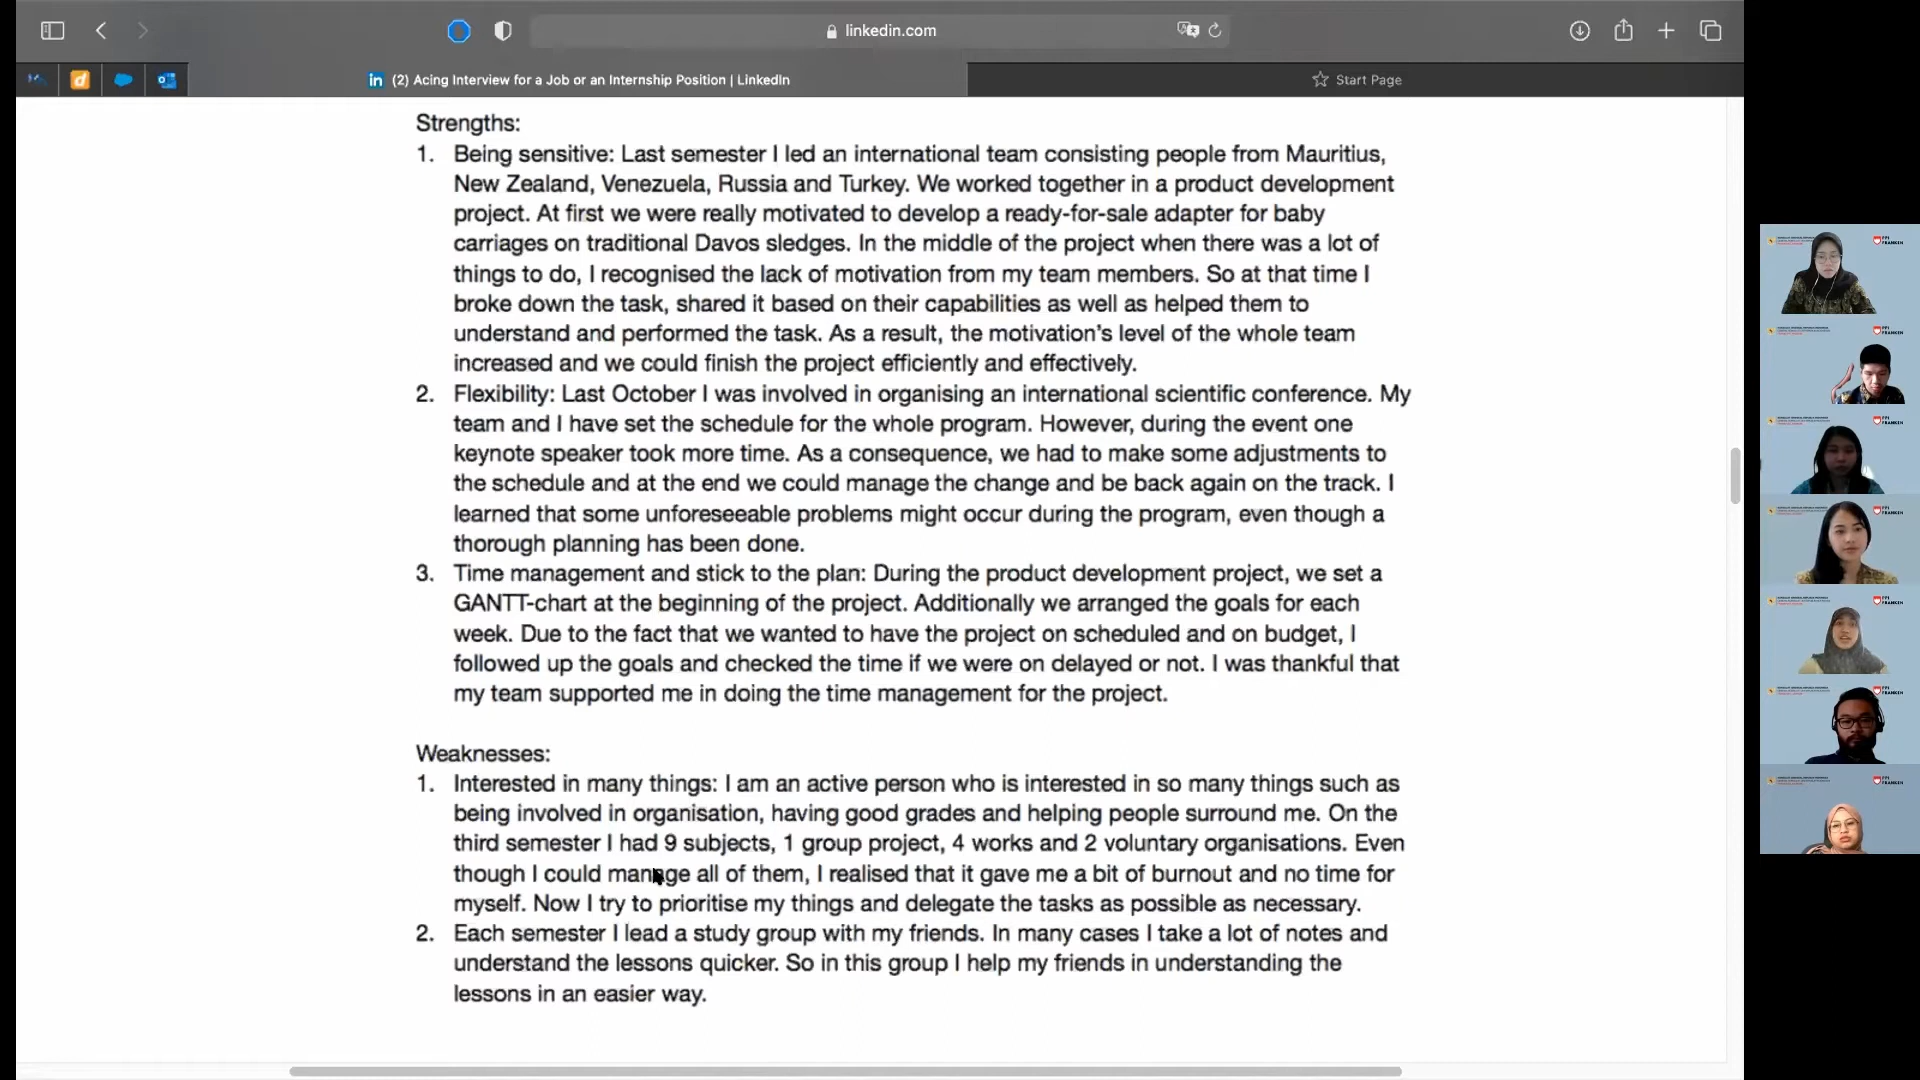 linkedin.com
(2) Acing Interview for a Job or an Internship Position | LinkedIn
Start Page
Strengths:
1. Being sensitive: Last semester I led an international team consisting people from Mauritius,
New Zealand, Venezuela, Russia and Turkey. We worked together in a product development
project. At first we were really motivated to develop a ready-for-sale adapter for baby
carriages on traditional Davos sledges. In the middle of the project when there was a lot of
things to do, I recognised the lack of motivation from my team members. So at that time I
broke down the task, shared it based on their capabilities as well as helped them to
understand and performed the task. As a result, the motivation's level of the whole team
increased and we could finish the project efficiently and effectively.
2. Flexibility: Last October I was involved in organising an international scientific conference. My
team and I have set the schedule for the whole program. However, during the event one
keynote speaker took more time. As a consequence, we had to make some adjustments to
the schedule and at the end we could manage the change and be back again on the track. I
learned that some unforeseeable problems might occur during the program, even though a
thorough planning has been done.
3. Time management and stick to the plan: During the product development project, we set a
GANTT-chart at the beginning of the project. Additionally we arranged the goals for each
week. Due to the fact that we wanted to have the project on scheduled and on budget, I
followed up the goals and checked the time if we were on delayed or not. I was thankful that
my team supported me in doing the time management for the project.
Weaknesses:
1. Interested in many things: I am an active person who is interested in so many things such as
being involved in organisation, having good grades and helping people surround me. On the
third semester I had 9 subjects, 1 group project, 4 works and 2 voluntary organisations. Even
though I could manage all of them, I realised that it gave me a bit of burnout and no time for
myself. Now I try to prioritise my things and delegate the tasks as possible as necessary.
2. Each semester I lead a study group with my friends. In many cases I take a lot of notes and
understand the lessons quicker. So in this group I help my friends in understanding the
lessons in an easier way.
PPI
FRANKEN
PPI
FRANKEN
PPI
FRANKEN
PPI
FRANKEN
PPI
FRANKEN
PPI
FRANKEN
PPI
FRANKEN